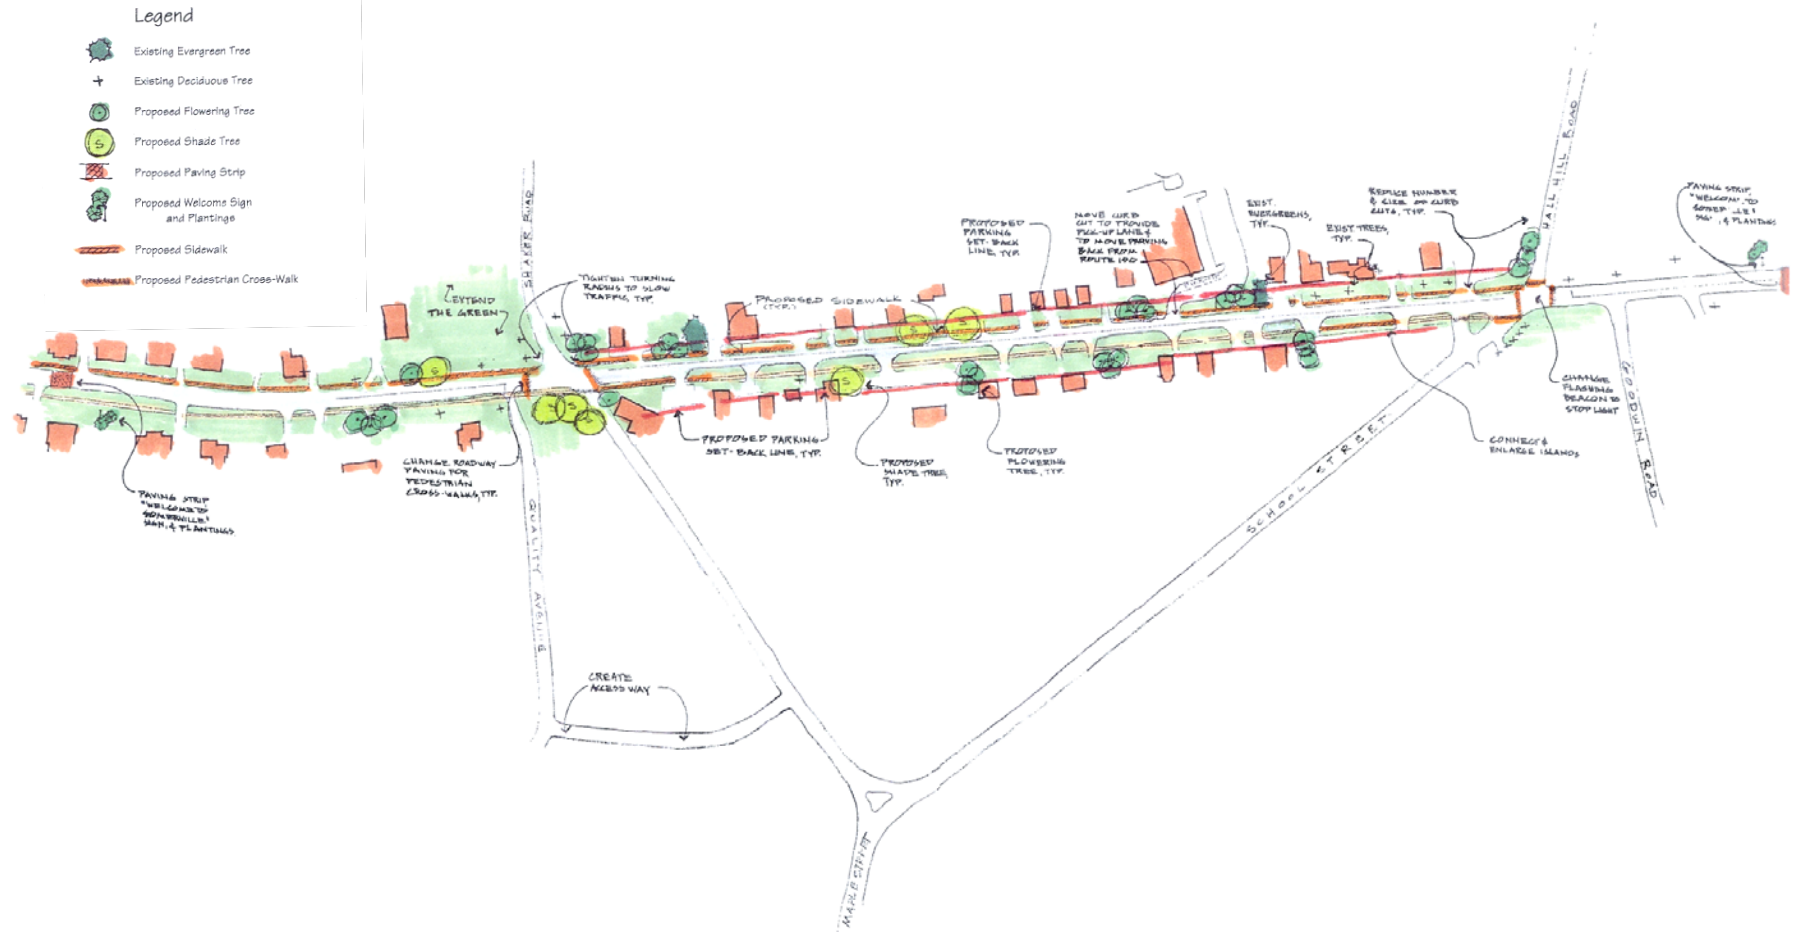 Legend
Existing Evergreen Tree
Existing Deciduous Tree
Proposed Flowering Tree
S
Proposed Shade Tree
Proposed Paving Strip
Proposed Welcome Sign
and Plantings
Proposed Sidewalk
Proposed Pedestrian Cross-Walk
SHAKER ROAD
EXTEND
THE GREEN
TIGHTEN TURNING
RADIUS TO SLOW
TRAFFIC, TYP.
PROPOSED SIDEWALK
(TYP.)
PROPOSED
PARKING
SET-BACK
LINE, TYP.
MOVE CURB
CUT TO PROVIDE
PICK-UP LANE &
TO MOVE PARKING
BACK FROM
ROUTE 190
EXIST.
EVERGREENS,
TYP.
EXIST TREES,
TYP.
REDUCE NUMBER
& SIZE OF CURB
CUTS, TYP.
HALL HILL ROAD
PAVING STRIP,
"WELCOME TO
SIGN, & PLANTINGS
S
S
S
S
S
S
PAVING STRIP
"WELCOME TO
SOMERVILLE"
SIGN, & PLANTINGS
CHANGE ROADWAY
PAVING FOR
PEDESTRIAN
CROSS-WALKS, TYP.
PROPOSED PARKING
SET-BACK LINE, TYP.
PROPOSED
SHADE TREE,
TYP.
PROPOSED
FLOWERING
TREE, TYP.
CHANGE
FLASHING
BEACON TO
STOP LIGHT
CONNECT &
ENLARGE ISLANDS
GOODWIN ROAD
SCHOOL STREET
QUALITY AVENUE
CREATE
ACCESS WAY
MAPLE STREET